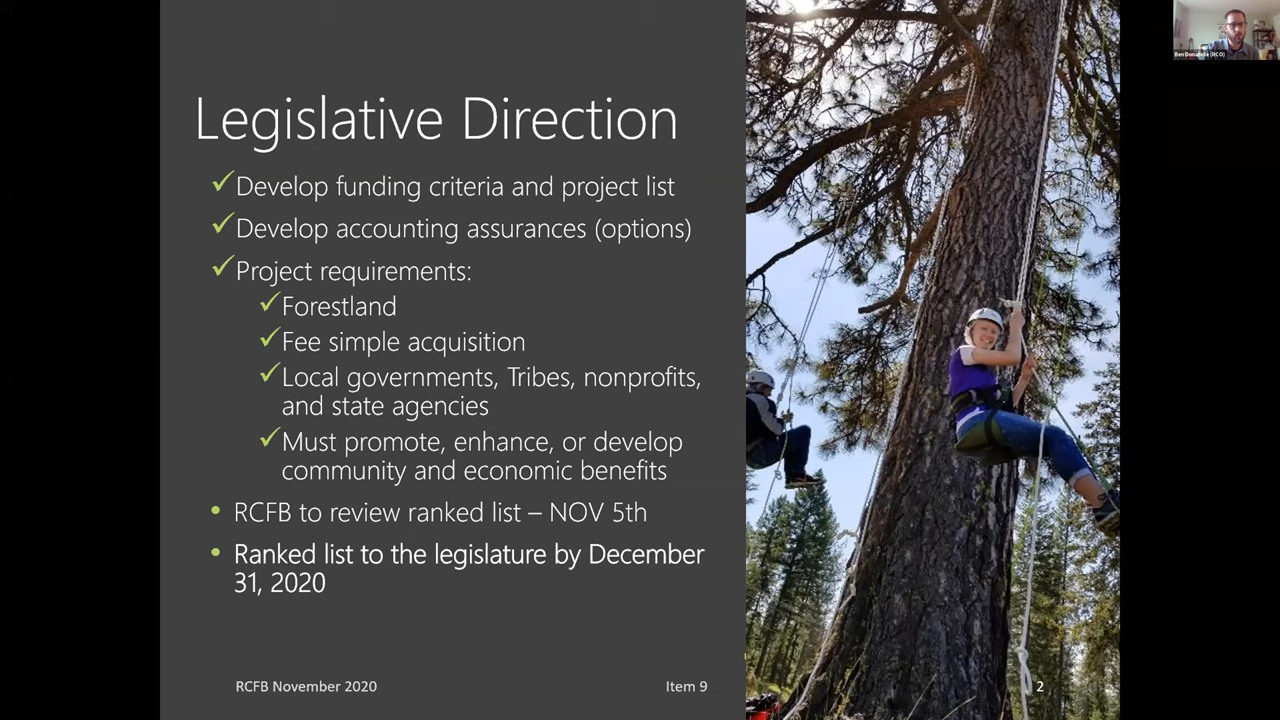 Legislative Direction
Develop funding criteria and project list
Develop accounting assurances (options)
Project requirements:
Forestland
Fee simple acquisition
Local governments, Tribes, nonprofits,
and state agencies
Must promote, enhance, or develop
community and economic benefits
RCFB to review ranked list – NOV 5th
Ranked list to the legislature by December
31, 2020
RCFB November 2020
Item 9
2